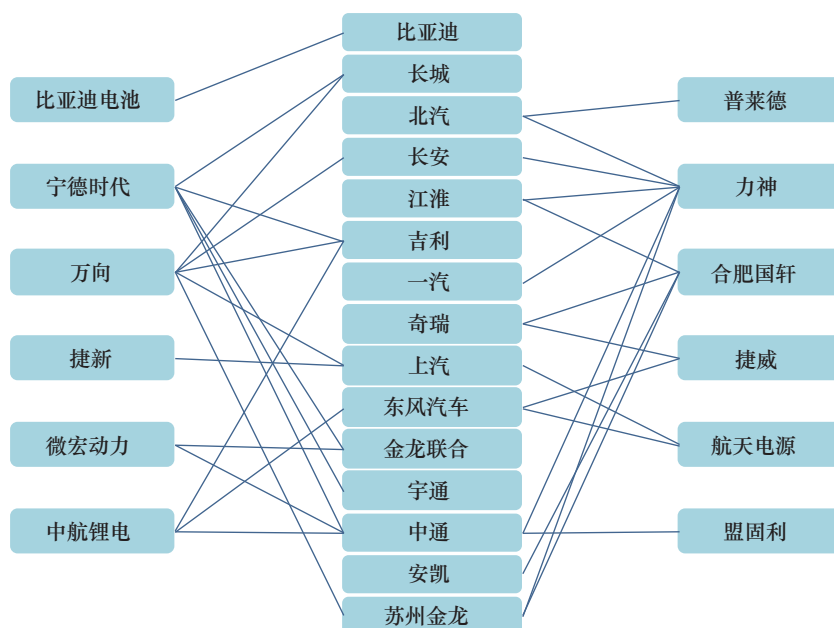 比亚迪电池
宁德时代
万向
捷新
微宏动力
中航锂电
比亚迪
长城
北汽
长安
江淮
吉利
一汽
奇瑞
上汽
东风汽车
金龙联合
宇通
中通
安凯
苏州金龙
普莱德
力神
合肥国轩
捷威
航天电源
盟固利